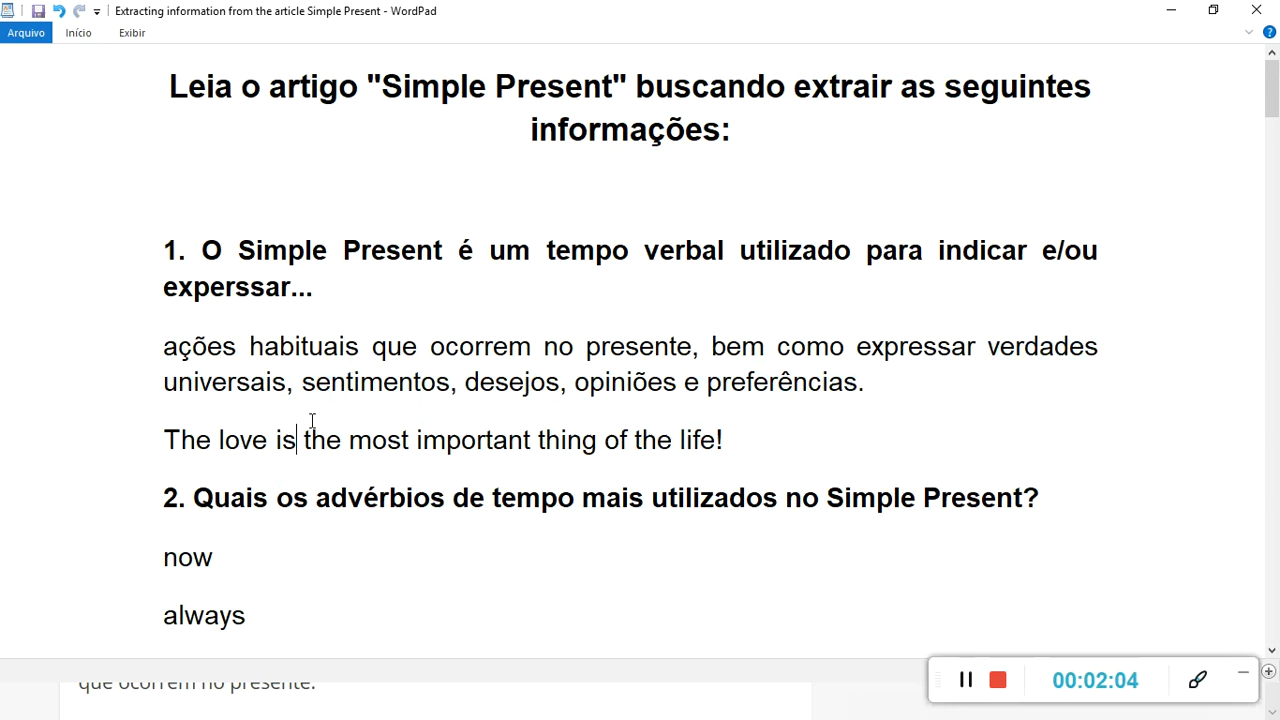 Extracting information from the article Simple Present - WordPad
Arquivo Início Exibir
Leia o artigo "Simple Present" buscando extrair as seguintes
informações:
1. O Simple Present é um tempo verbal utilizado para indicar e/ou
experssar...
ações habituais que ocorrem no presente, bem como expressar verdades
universais, sentimentos, desejos, opiniões e preferências.
The love is the most important thing of the life!
2. Quais os advérbios de tempo mais utilizados no Simple Present?
now
always
que ocorrem no presente.
00:02:04